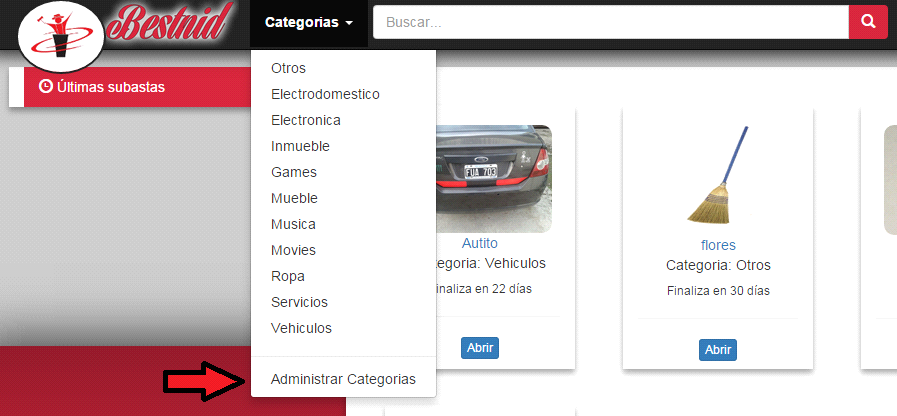 Bestnid
Categorias
Buscar...
Últimas subastas
Otros
Electrodomestico
Electronica
Inmueble
Games
Mueble
Musica
Movies
Ropa
Servicios
Vehiculos
Administrar Categorias
FUA 703
Autito
tegoria: Vehiculos
inaliza en 22 días
Abrir
flores
Categoria: Otros
Finaliza en 30 días
Abrir